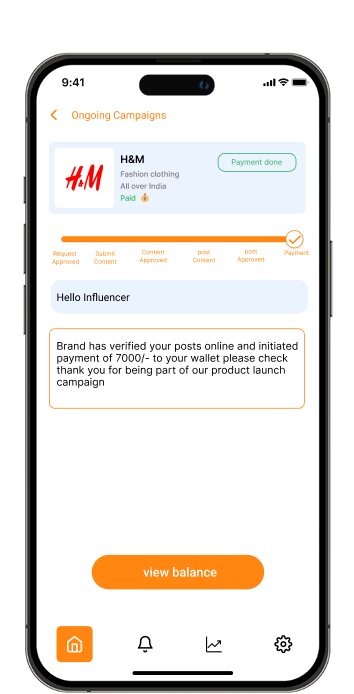 9:41
Ongoing Campaigns
H&M
H&M
Payment done
Fashion clothing
All over India
Paid
Request Approved
Submit Content
Content Approved
post Content
post Approved
Payment
Hello Influencer
Brand has verified your posts online and initiated
payment of 7000/- to your wallet please check
thank you for being part of our product launch
campaign
view balance